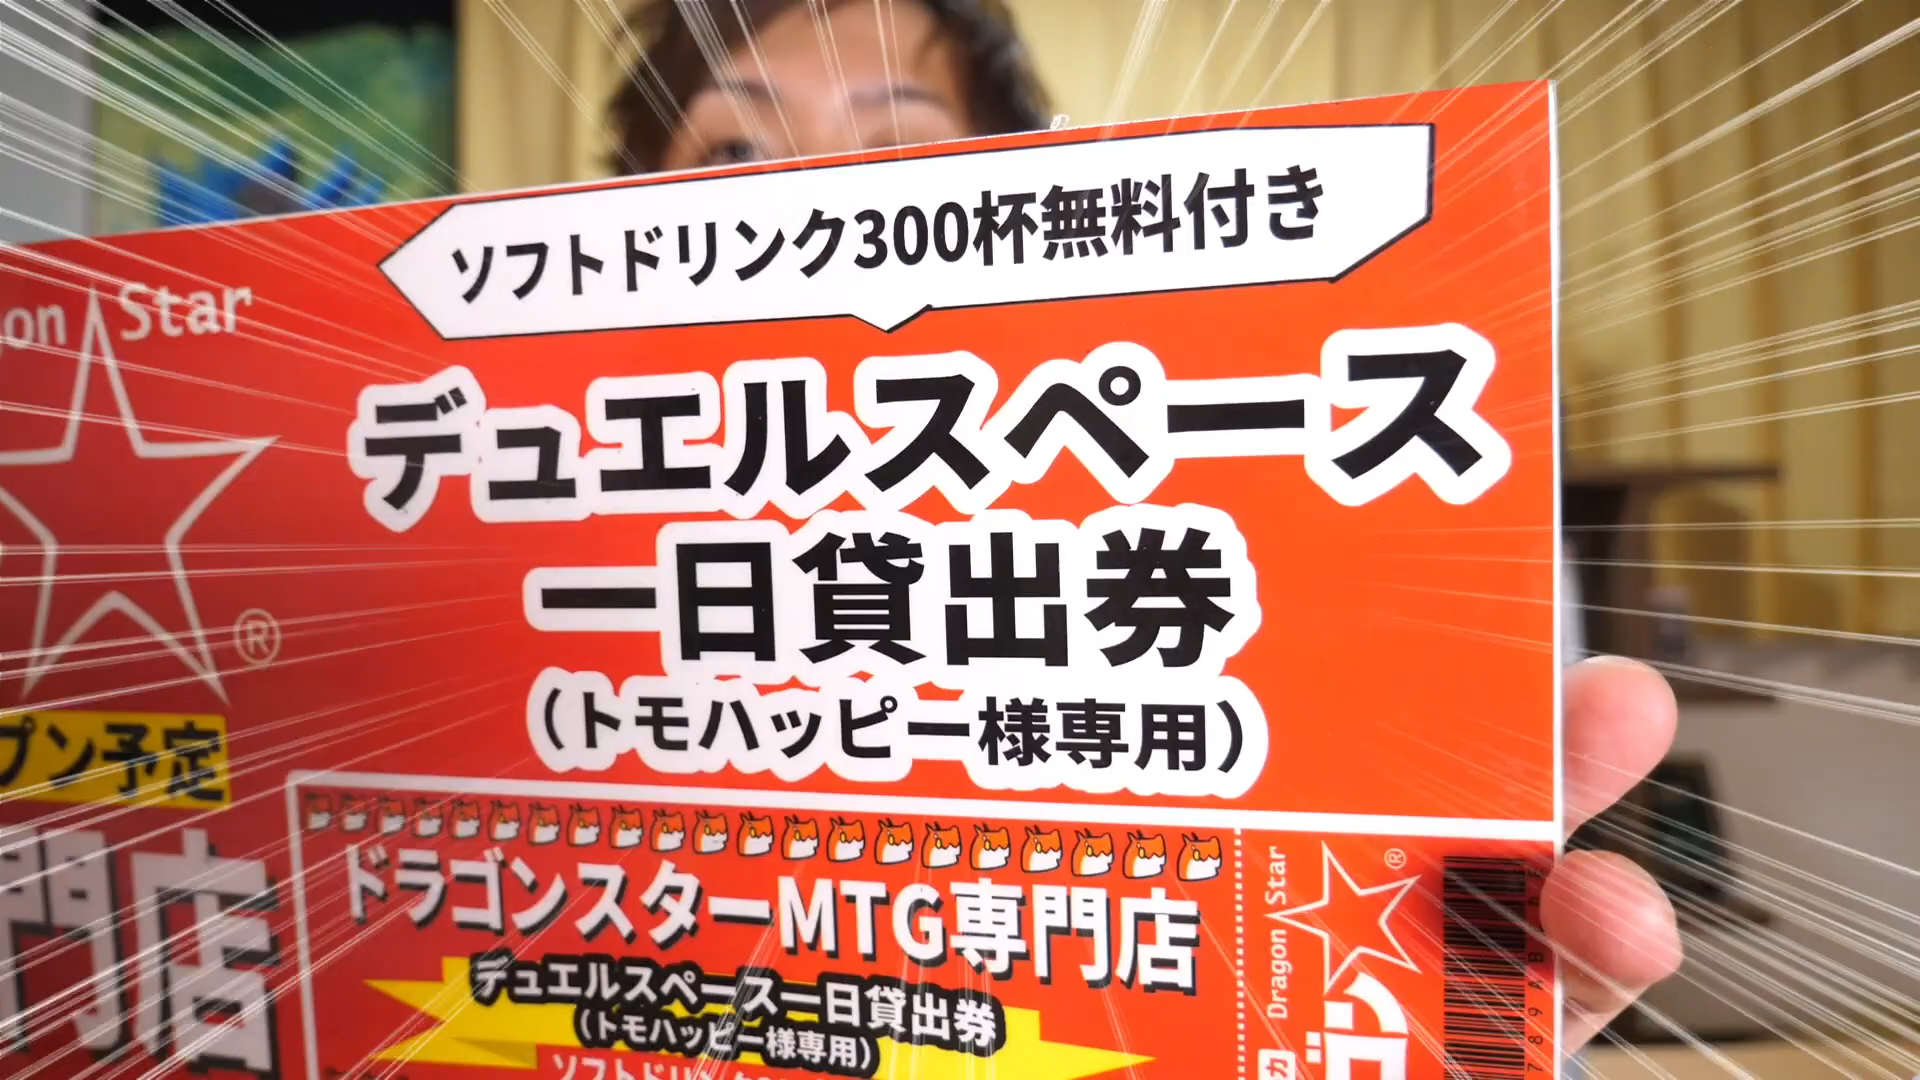 ソフトドリンク300杯無料付き
デュエルスペース
一日貸出券
(トモハッピー様専用)
on Star
®
プン予定
門店
ドラゴンスターMTG専門店
デュエルスペース一日貸出券
(トモハッピー様専用)
Dragon Star
®